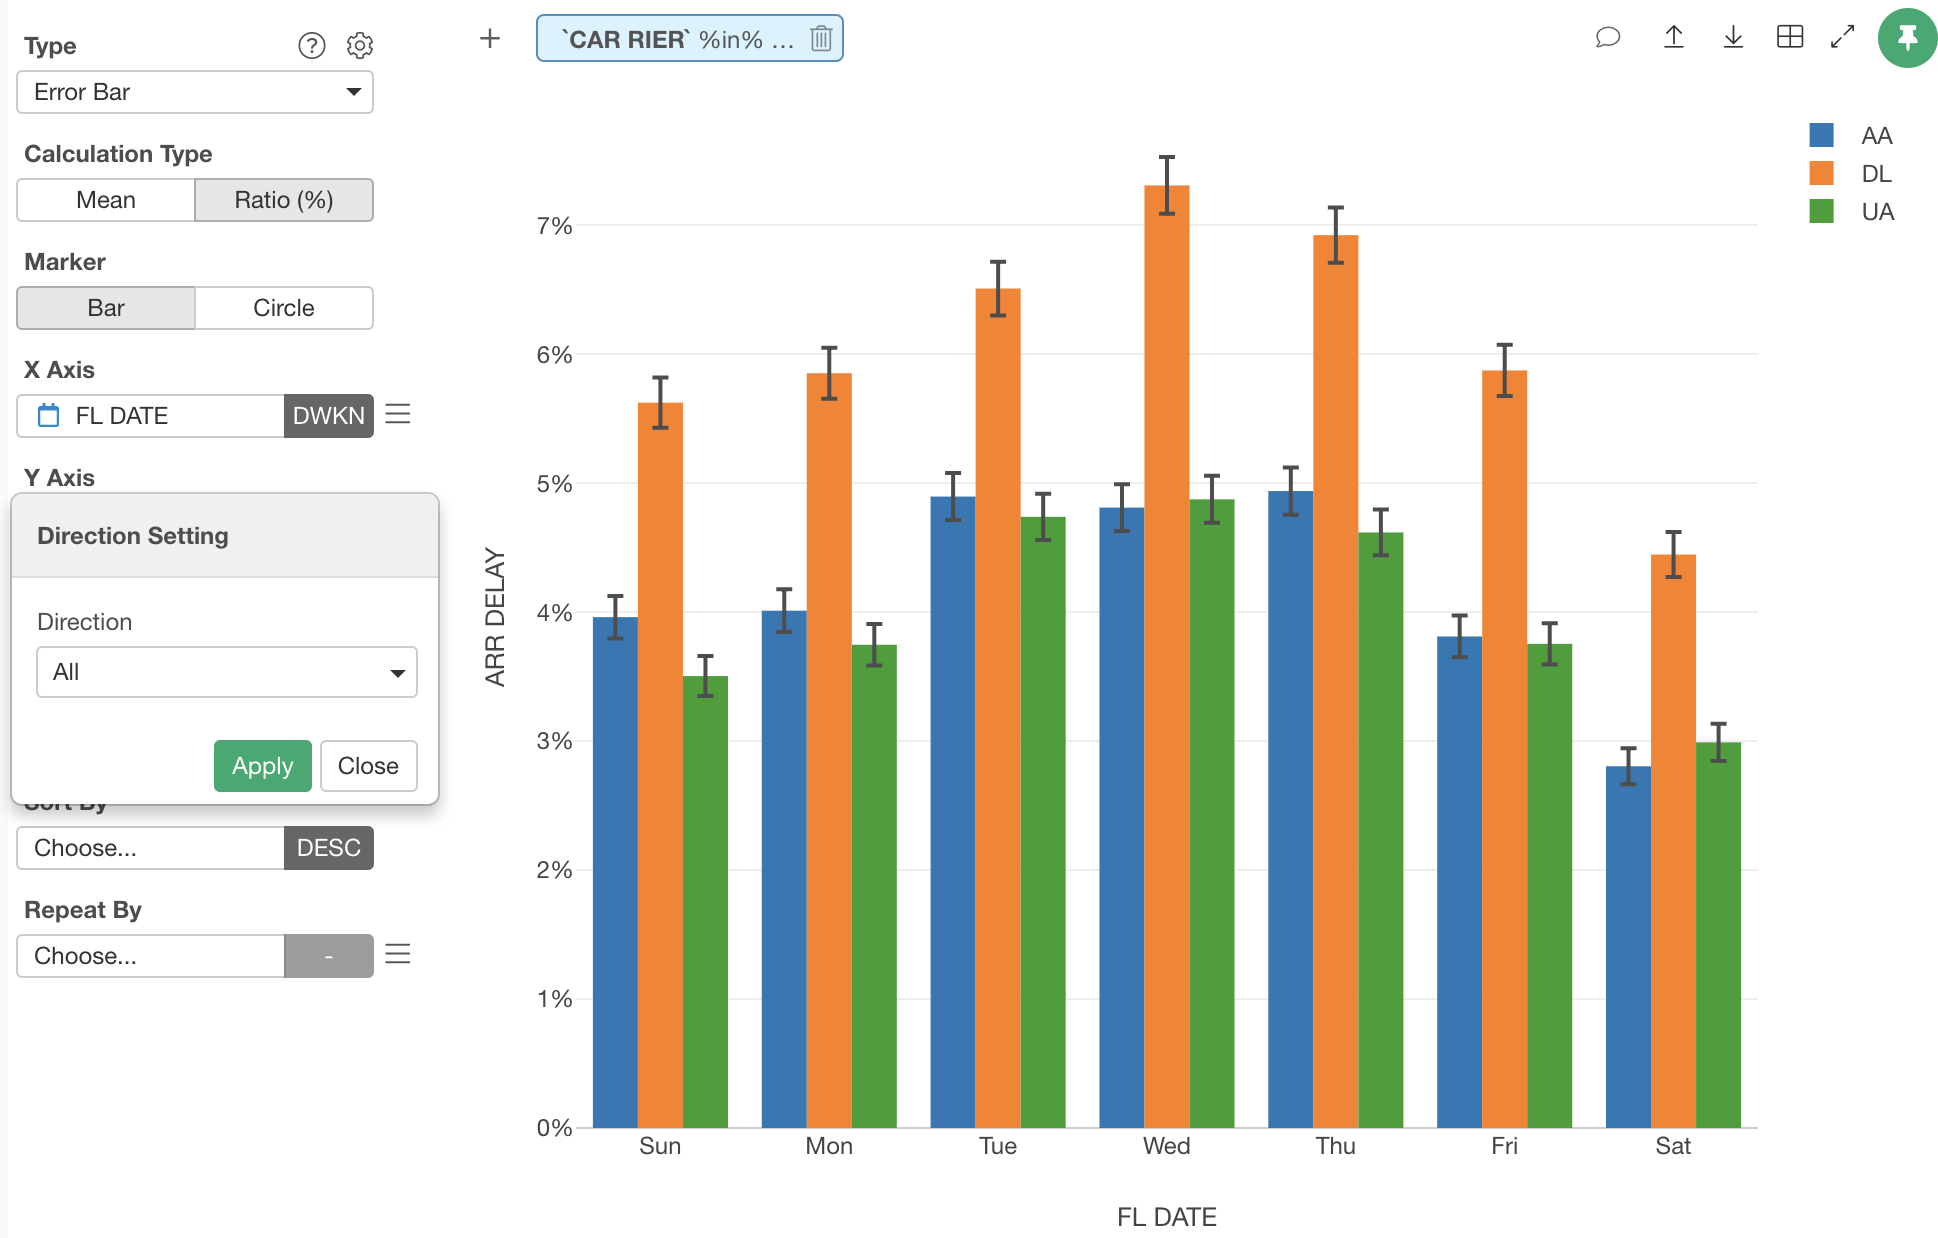 Type
?
Error Bar
Calculation Type
Mean
Ratio (%)
Marker
Bar
Circle
X Axis
FL DATE
DWKN
Y Axis
Direction Setting
Direction
All
Apply
Close
Sort By
Choose...
DESC
Repeat By
Choose...
-
+
`CAR RIER` %in% ...
AA
DL
UA
7%
6%
5%
4%
3%
2%
1%
0%
ARR DELAY
Sun
Mon
Tue
Wed
Thu
Fri
Sat
FL DATE